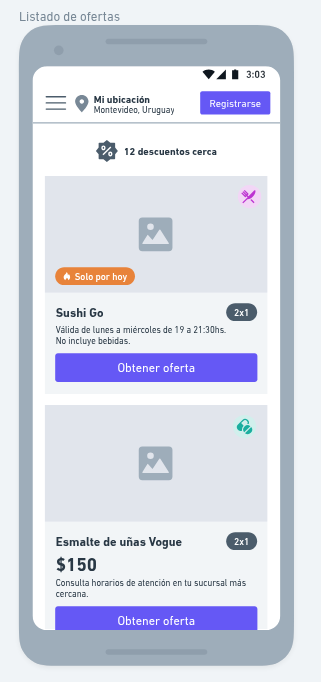 Listado de ofertas
3:03
Mi ubicación
Montevideo, Uruguay
Registrarse
12 descuentos cerca
Solo por hoy
Sushi Go
2x1
Válida de lunes a miércoles de 19 a 21:30hs.
No incluye bebidas.
Obtener oferta
Esmalte de uñas Vogue
2x1
$150
Consulta horarios de atención en tu sucursal más
cercana.
Obtener oferta